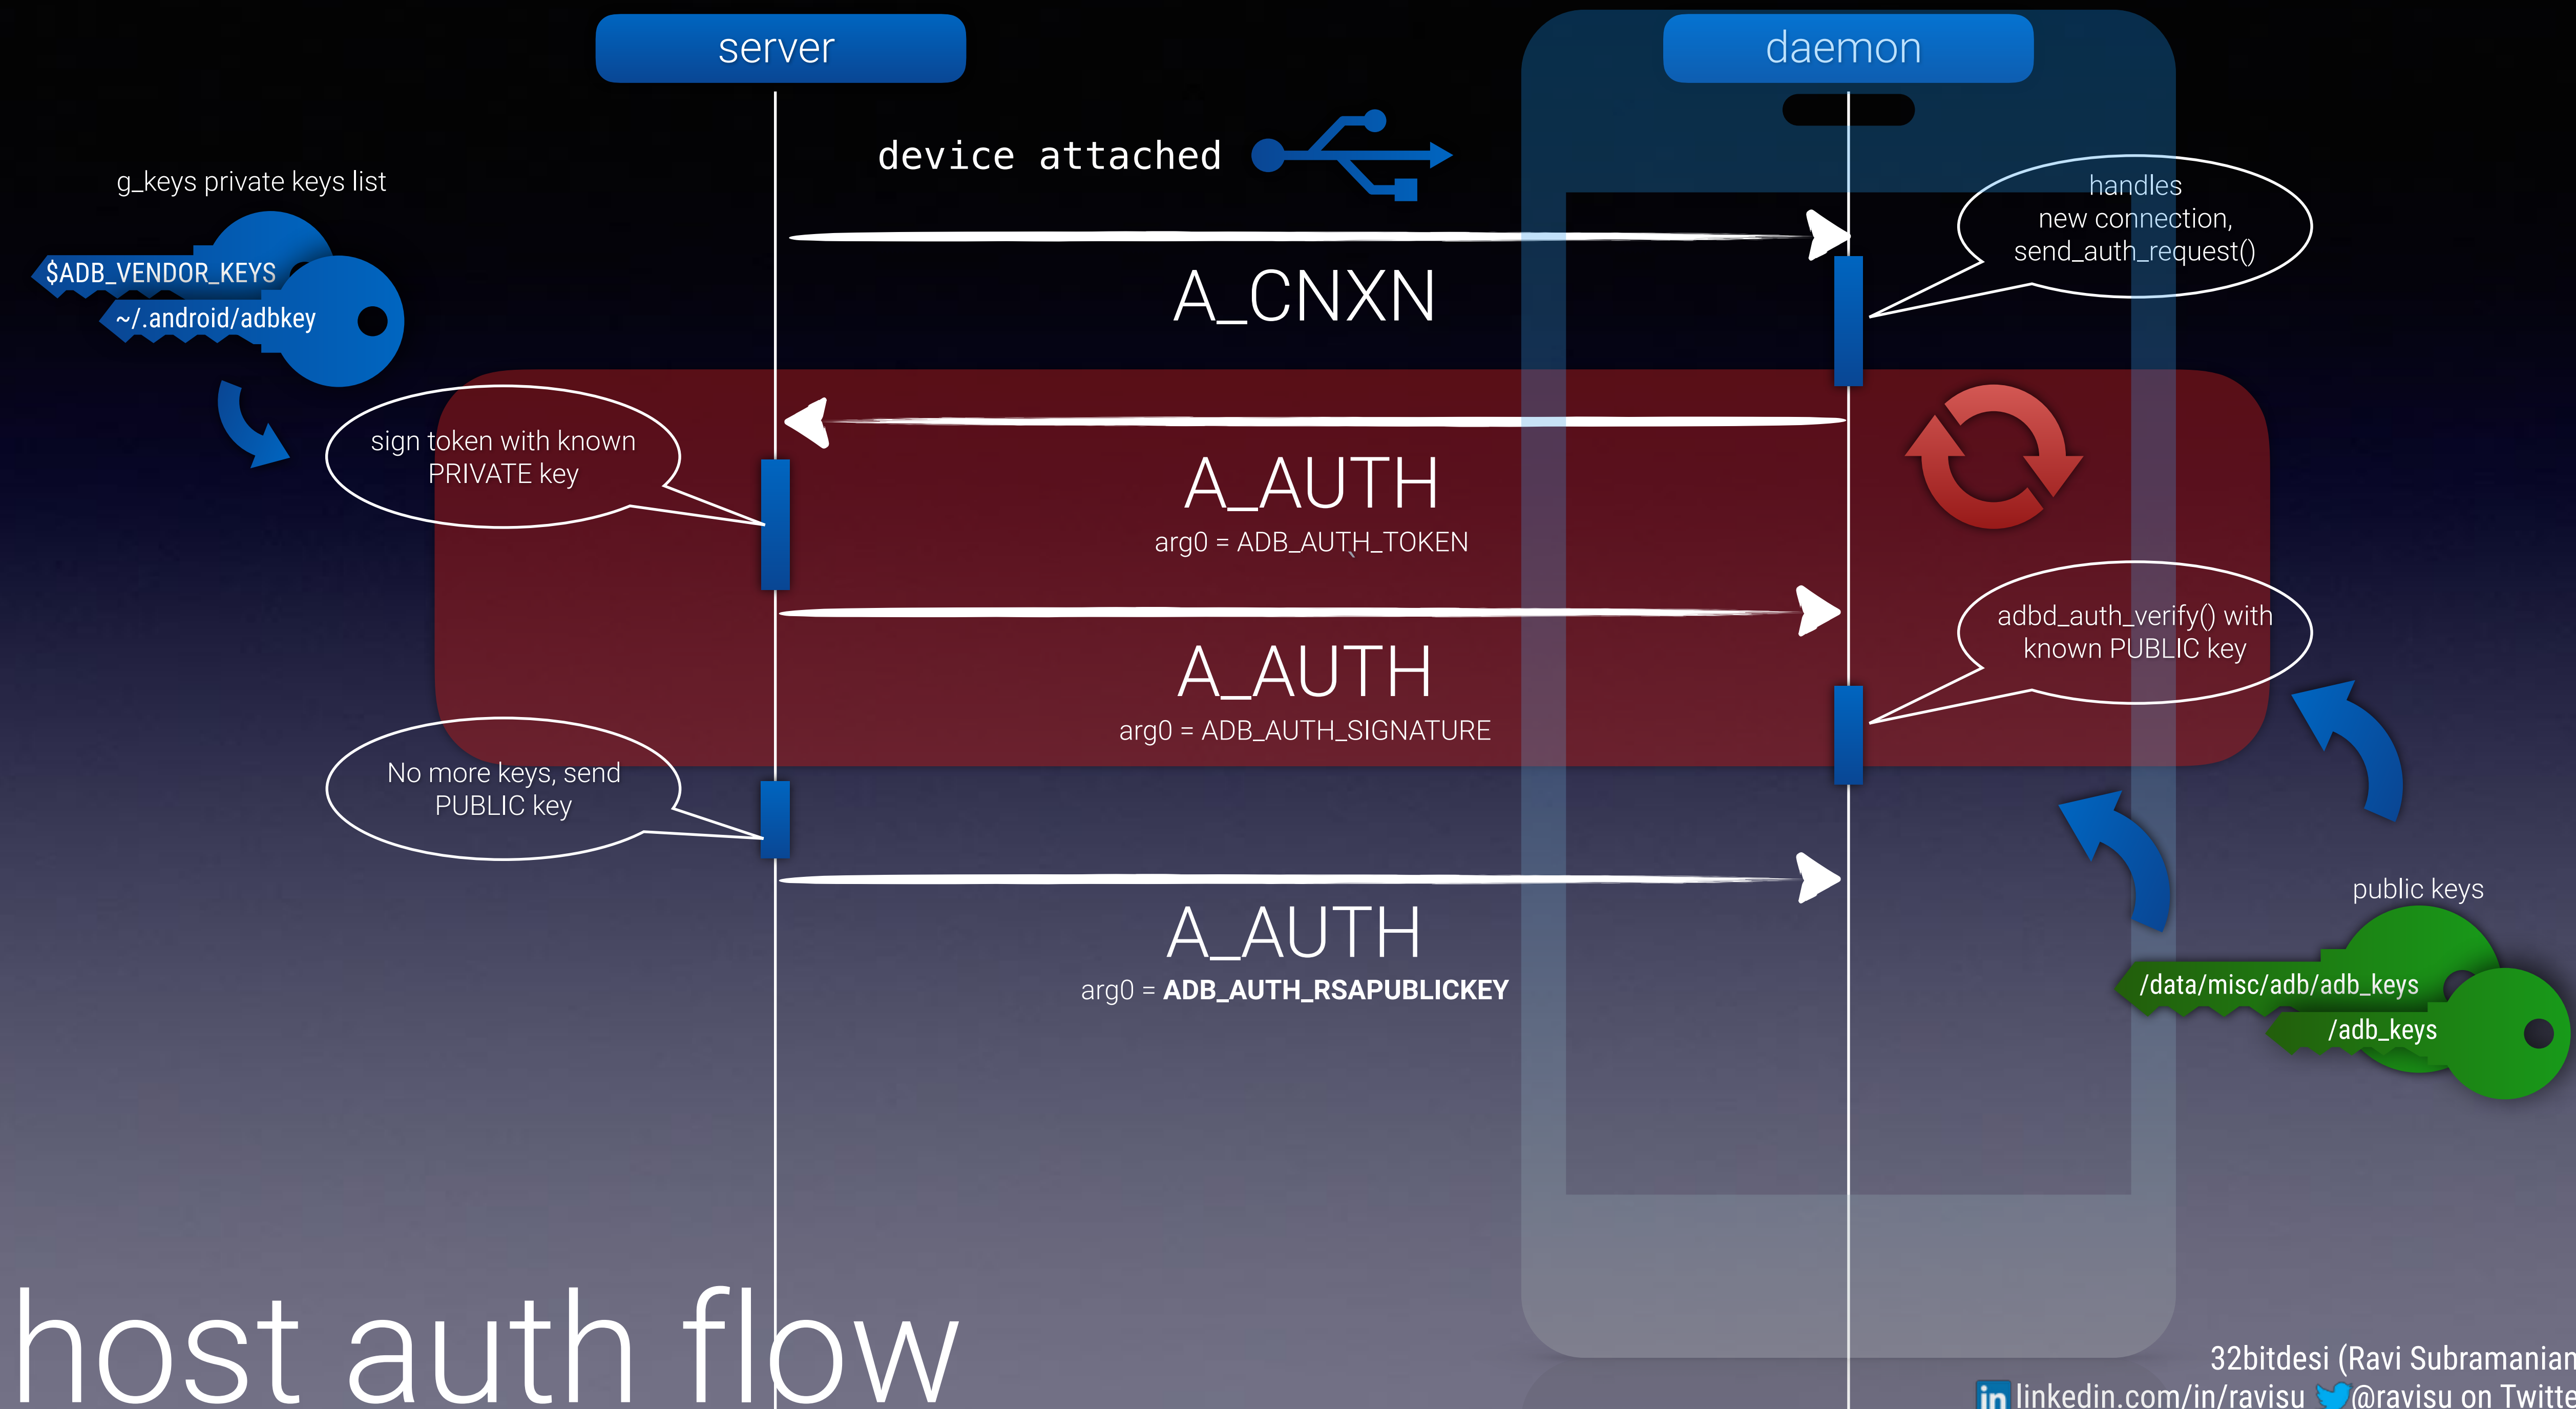 server
daemon
device attached
g_keys private keys list
$ADB_VENDOR_KEYS
~/.android/adbkey
handles
new connection,
send_auth_request()
A_CNXN
sign token with known
PRIVATE key
A_AUTH
arg0 = ADB_AUTH_TOKEN
`
adbd_auth_verify() with
known PUBLIC key
A_AUTH
arg0 = ADB_AUTH_SIGNATURE
No more keys, send
PUBLIC key
A_AUTH
arg0 = ADB_AUTH_RSAPUBLICKEY
public keys
/data/misc/adb/adb_keys
/adb_keys
host auth flow
32bitdesi (Ravi Subramanian
in linkedin.com/in/ravisu @ravisu on Twitte